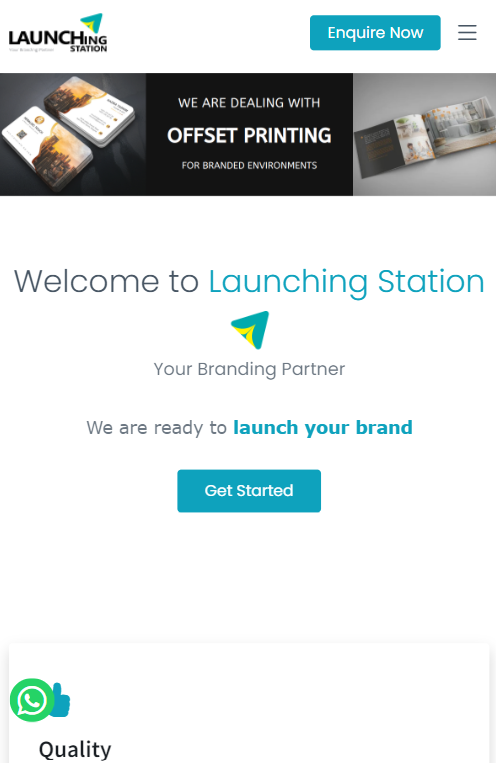 LAUNCHING
STATION
Your Branding Partner
Enquire Now
WE ARE DEALING WITH
OFFSET PRINTING
FOR BRANDED ENVIRONMENTS
Welcome to Launching Station
Your Branding Partner
We are ready to launch your brand
Get Started
Quality